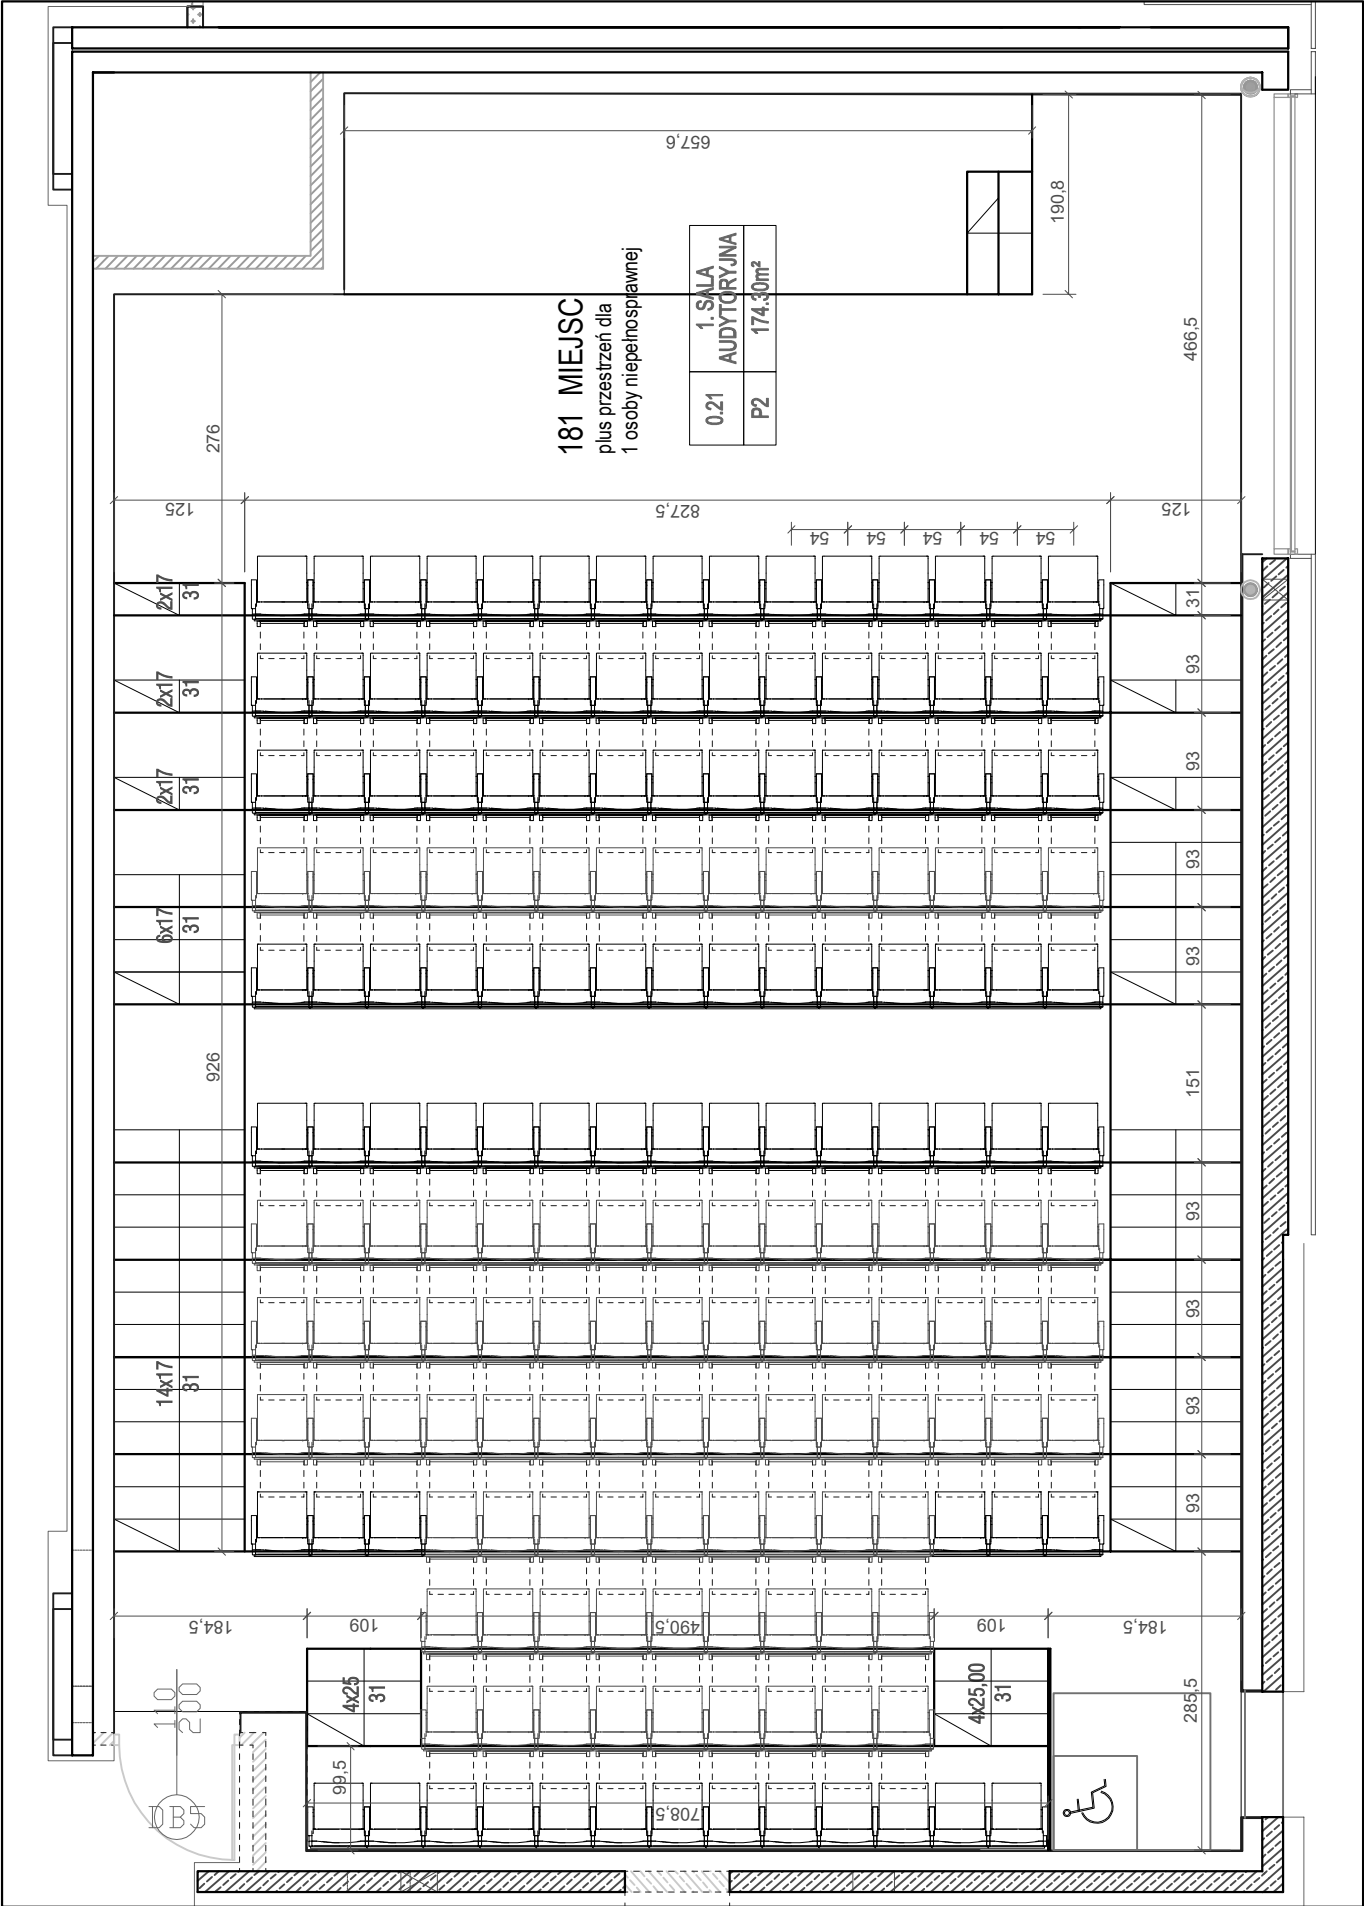 657,6
190,8
181 MIEJSC
plus przestrzeń dla
1 osoby niepełnosprawnej
0.21
1. SALA
AUDYTORYJNA
P2
174.30m²
466,5
276
125
827,5
125
54
54
54
54
54
2x17
31
31
2x17
31
93
2x17
31
93
93
6x17
31
93
926
151
93
93
14x17
31
93
93
184,5
109
490,5
109
184,5
110
200
4x25
31
4x25,00
31
285,5
99,5
DB5
708,5